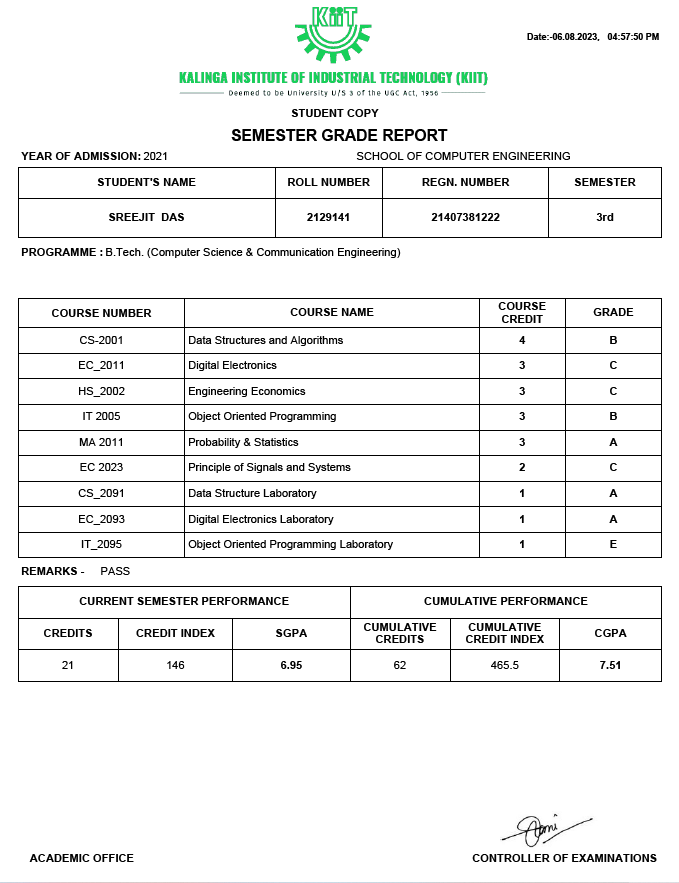 KiiT
Date:-06.08.2023, 04:57:50 PM
KALINGA INSTITUTE OF INDUSTRIAL TECHNOLOGY (KIIT)
Deemed to be University U/S 3 of the UGC Act, 1956
STUDENT COPY
SEMESTER GRADE REPORT
YEAR OF ADMISSION: 2021 SCHOOL OF COMPUTER ENGINEERING
STUDENT'S NAME ROLL NUMBER REGN. NUMBER SEMESTER
SREEJIT DAS 2129141 21407381222 3rd
PROGRAMME : B.Tech. (Computer Science & Communication Engineering)
COURSE NUMBER COURSE NAME COURSE CREDIT GRADE
CS-2001 Data Structures and Algorithms 4 B
EC_2011 Digital Electronics 3 C
HS_2002 Engineering Economics 3 C
IT 2005 Object Oriented Programming 3 B
MA 2011 Probability & Statistics 3 A
EC 2023 Principle of Signals and Systems 2 C
CS_2091 Data Structure Laboratory 1 A
EC_2093 Digital Electronics Laboratory 1 A
IT_2095 Object Oriented Programming Laboratory 1 E
REMARKS - PASS
CURRENT SEMESTER PERFORMANCE CUMULATIVE PERFORMANCE
CREDITS CREDIT INDEX SGPA CUMULATIVE CREDITS CUMULATIVE CREDIT INDEX CGPA
21 146 6.95 62 465.5 7.51
ACADEMIC OFFICE CONTROLLER OF EXAMINATIONS